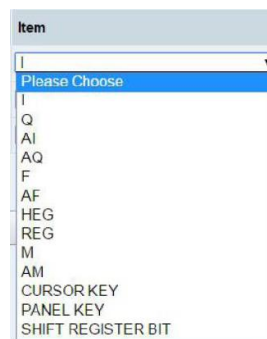 Item
I
Please Choose
I
Q
AI
AQ
F
AF
HEG
REG
M
AM
CURSOR KEY
PANEL KEY
SHIFT REGISTER BIT